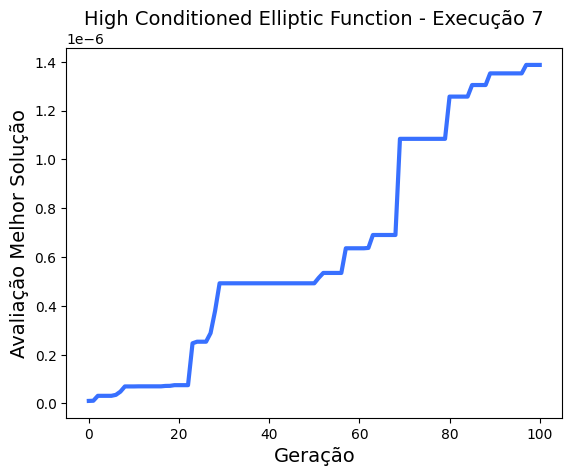 High Conditioned Elliptic Function - Execução 7
1e−6
1.4
1.2
1.0
0.8
0.6
0.4
0.2
0.0
Avaliação Melhor Solução
0 20 40 60 80 100
Geração